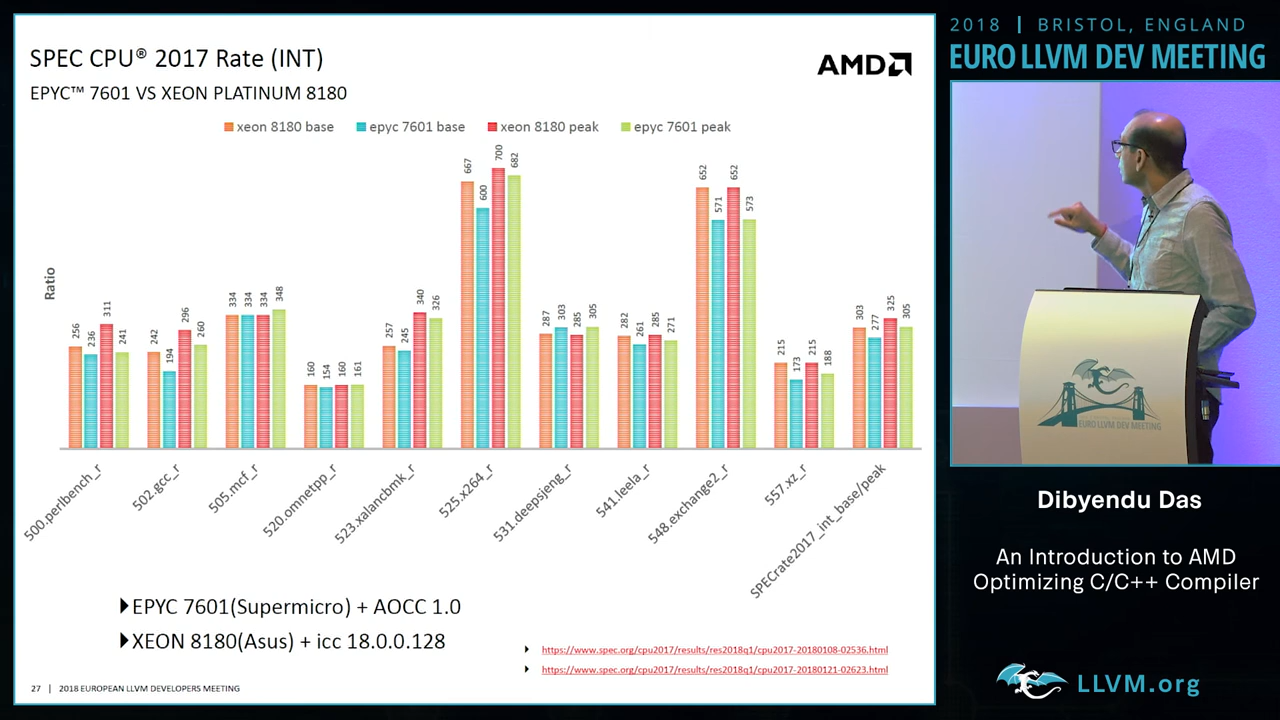 SPEC CPU® 2017 Rate (INT)
EPYC™ 7601 VS XEON PLATINUM 8180
AMD
xeon 8180 base
epyc 7601 base
xeon 8180 peak
epyc 7601 peak
Ratio
256 236 311 241
242 194 296 260
334 334 334 348
160 154 160 161
257 245 340 326
667 600 700 682
287 303 285 305
282 261 285 271
652 571 652 573
215 173 215 188
303 277 325 305
500.perlbench_r
502.gcc_r
505.mcf_r
520.omnetpp_r
523.xalancbmk_r
525.x264_r
531.deepsjeng_r
541.leela_r
548.exchange2_r
557.xz_r
SPECrate2017_int_base/peak
EPYC 7601(Supermicro) + AOCC 1.0
XEON 8180(Asus) + icc 18.0.0.128
https://www.spec.org/cpu2017/results/res2018q1/cpu2017-20180108-02536.html
https://www.spec.org/cpu2017/results/res2018q1/cpu2017-20180121-02623.html
27 | 2018 EUROPEAN LLVM DEVELOPERS MEETING
2018 | BRISTOL, ENGLAND
EURO LLVM DEV MEETING
EURO LLVM DEV MEETING
Dibyendu Das
An Introduction to AMD
Optimizing C/C++ Compiler
LLVM.org